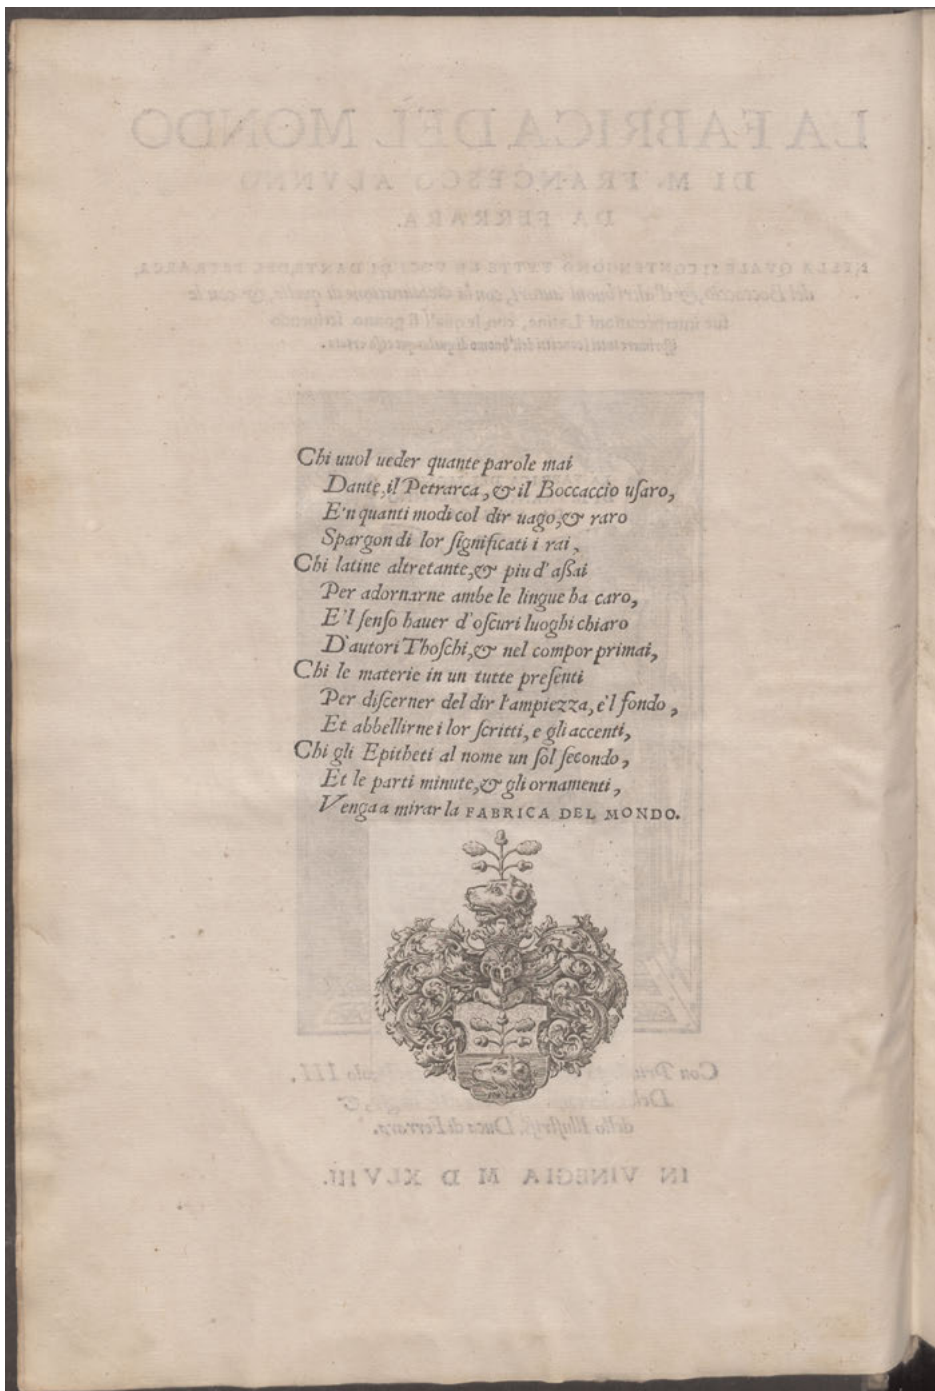 Chi uuol ueder quante parole mai
Dante, il Petrarca, & il Boccaccio uſaro,
E'n quanti modi col dir uago, & raro
Spargon di lor ſignificati i rai,
Chi latine altretante, & piu d'aſſai
Per adornarne ambe le lingue ha caro,
E'l ſenſo hauer d'oſcuri luoghi chiaro
D'autori Thoſchi, & nel compor primai,
Chi le materie in un tutte preſenti
Per diſcerner del dir l'ampiezza, e'l fondo,
Et abbellirne i lor ſcritti, e gli accenti,
Chi gli Epitheti al nome un ſol ſecondo,
Et le parti minute, & gli ornamenti,
Venga a mirar la FABRICA DEL MONDO.